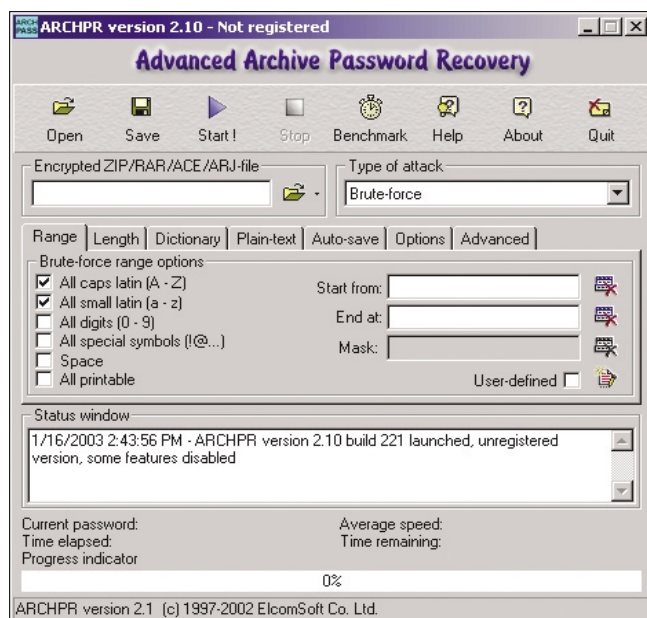 ARCH PASS ARCHPR version 2.10 - Not registered
Advanced Archive Password Recovery
Open Save Start! Stop Benchmark Help About Quit
Encrypted ZIP/RAR/ACE/ARJ-file
Type of attack
Brute-force
Range Length Dictionary Plain-text Auto-save Options Advanced
Brute-force range options
All caps latin (A - Z)
All small latin (a - z)
All digits (0 - 9)
All special symbols (!@...)
Space
All printable
Start from:
End at:
Mask:
User-defined
Status window
1/16/2003 2:43:56 PM - ARCHPR version 2.10 build 221 launched, unregistered
version, some features disabled
Current password:
Average speed:
Time elapsed:
Time remaining:
Progress indicator
0%
ARCHPR version 2.1 (c) 1997-2002 ElcomSoft Co. Ltd.